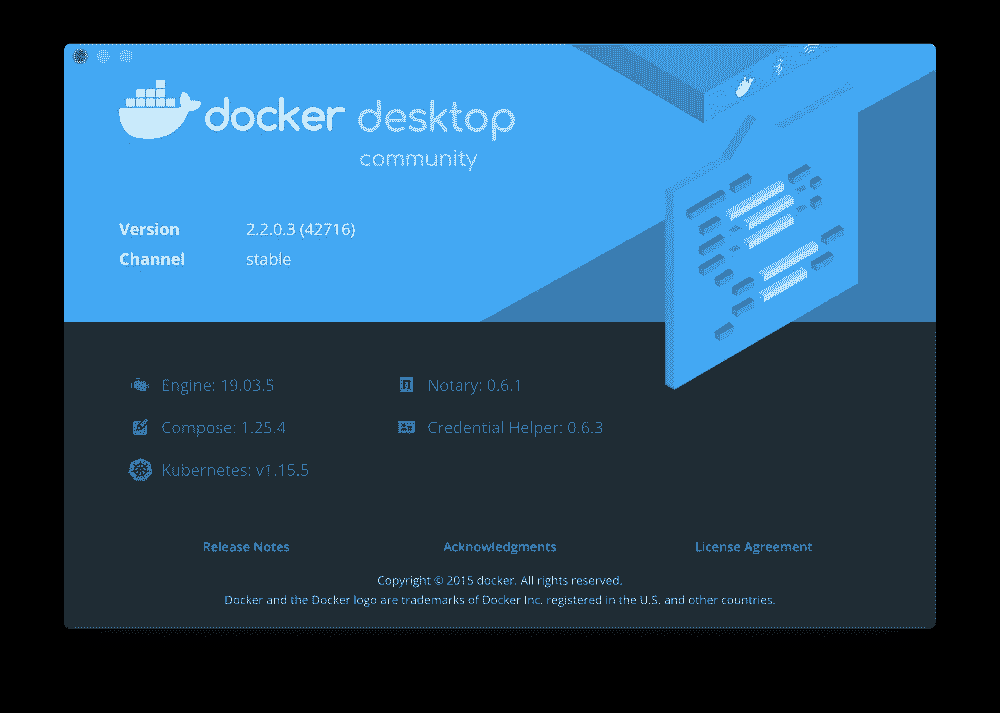 docker desktop
community
Version 2.2.0.3 (42716)
Channel stable
Engine: 19.03.5 Notary: 0.6.1
Compose: 1.25.4 Credential Helper: 0.6.3
Kubernetes: v1.15.5
Release Notes Acknowledgments License Agreement
Copyright © 2015 docker. All rights reserved.
Docker and the Docker logo are trademarks of Docker Inc. registered in the U.S. and other countries.